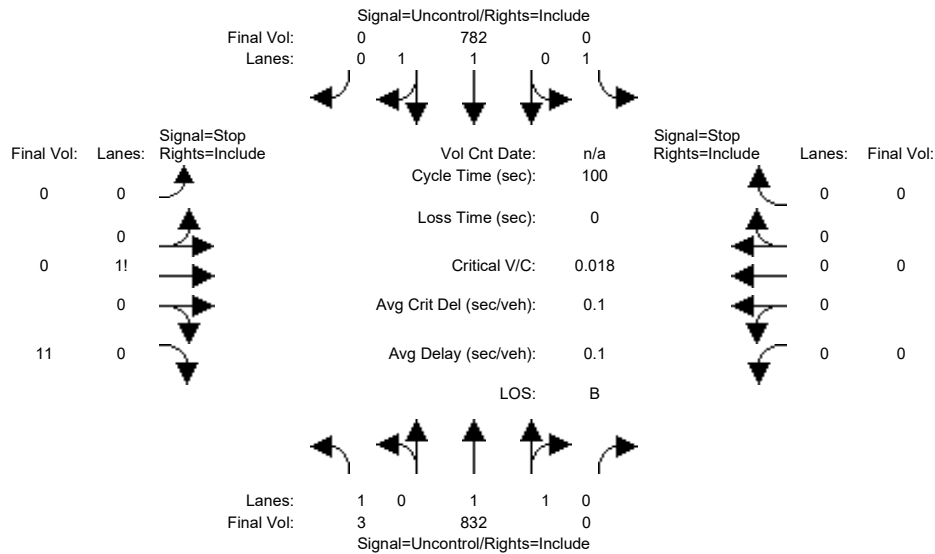 Signal=Uncontrol/Rights=Include
Final Vol: 0 782 0
Lanes: 0 1 1 0 1
Signal=Stop
Final Vol: Lanes: Rights=Include
Vol Cnt Date: n/a
Signal=Stop
Rights=Include Lanes: Final Vol:
Cycle Time (sec): 100
0 0
0 0
Loss Time (sec): 0
0
0
0 1! Critical V/C: 0.018 0 0
0 Avg Crit Del (sec/veh): 0.1 0
11 0 Avg Delay (sec/veh): 0.1 0 0
LOS: B
Lanes: 1 0 1 1 0
Final Vol: 3 832 0
Signal=Uncontrol/Rights=Include